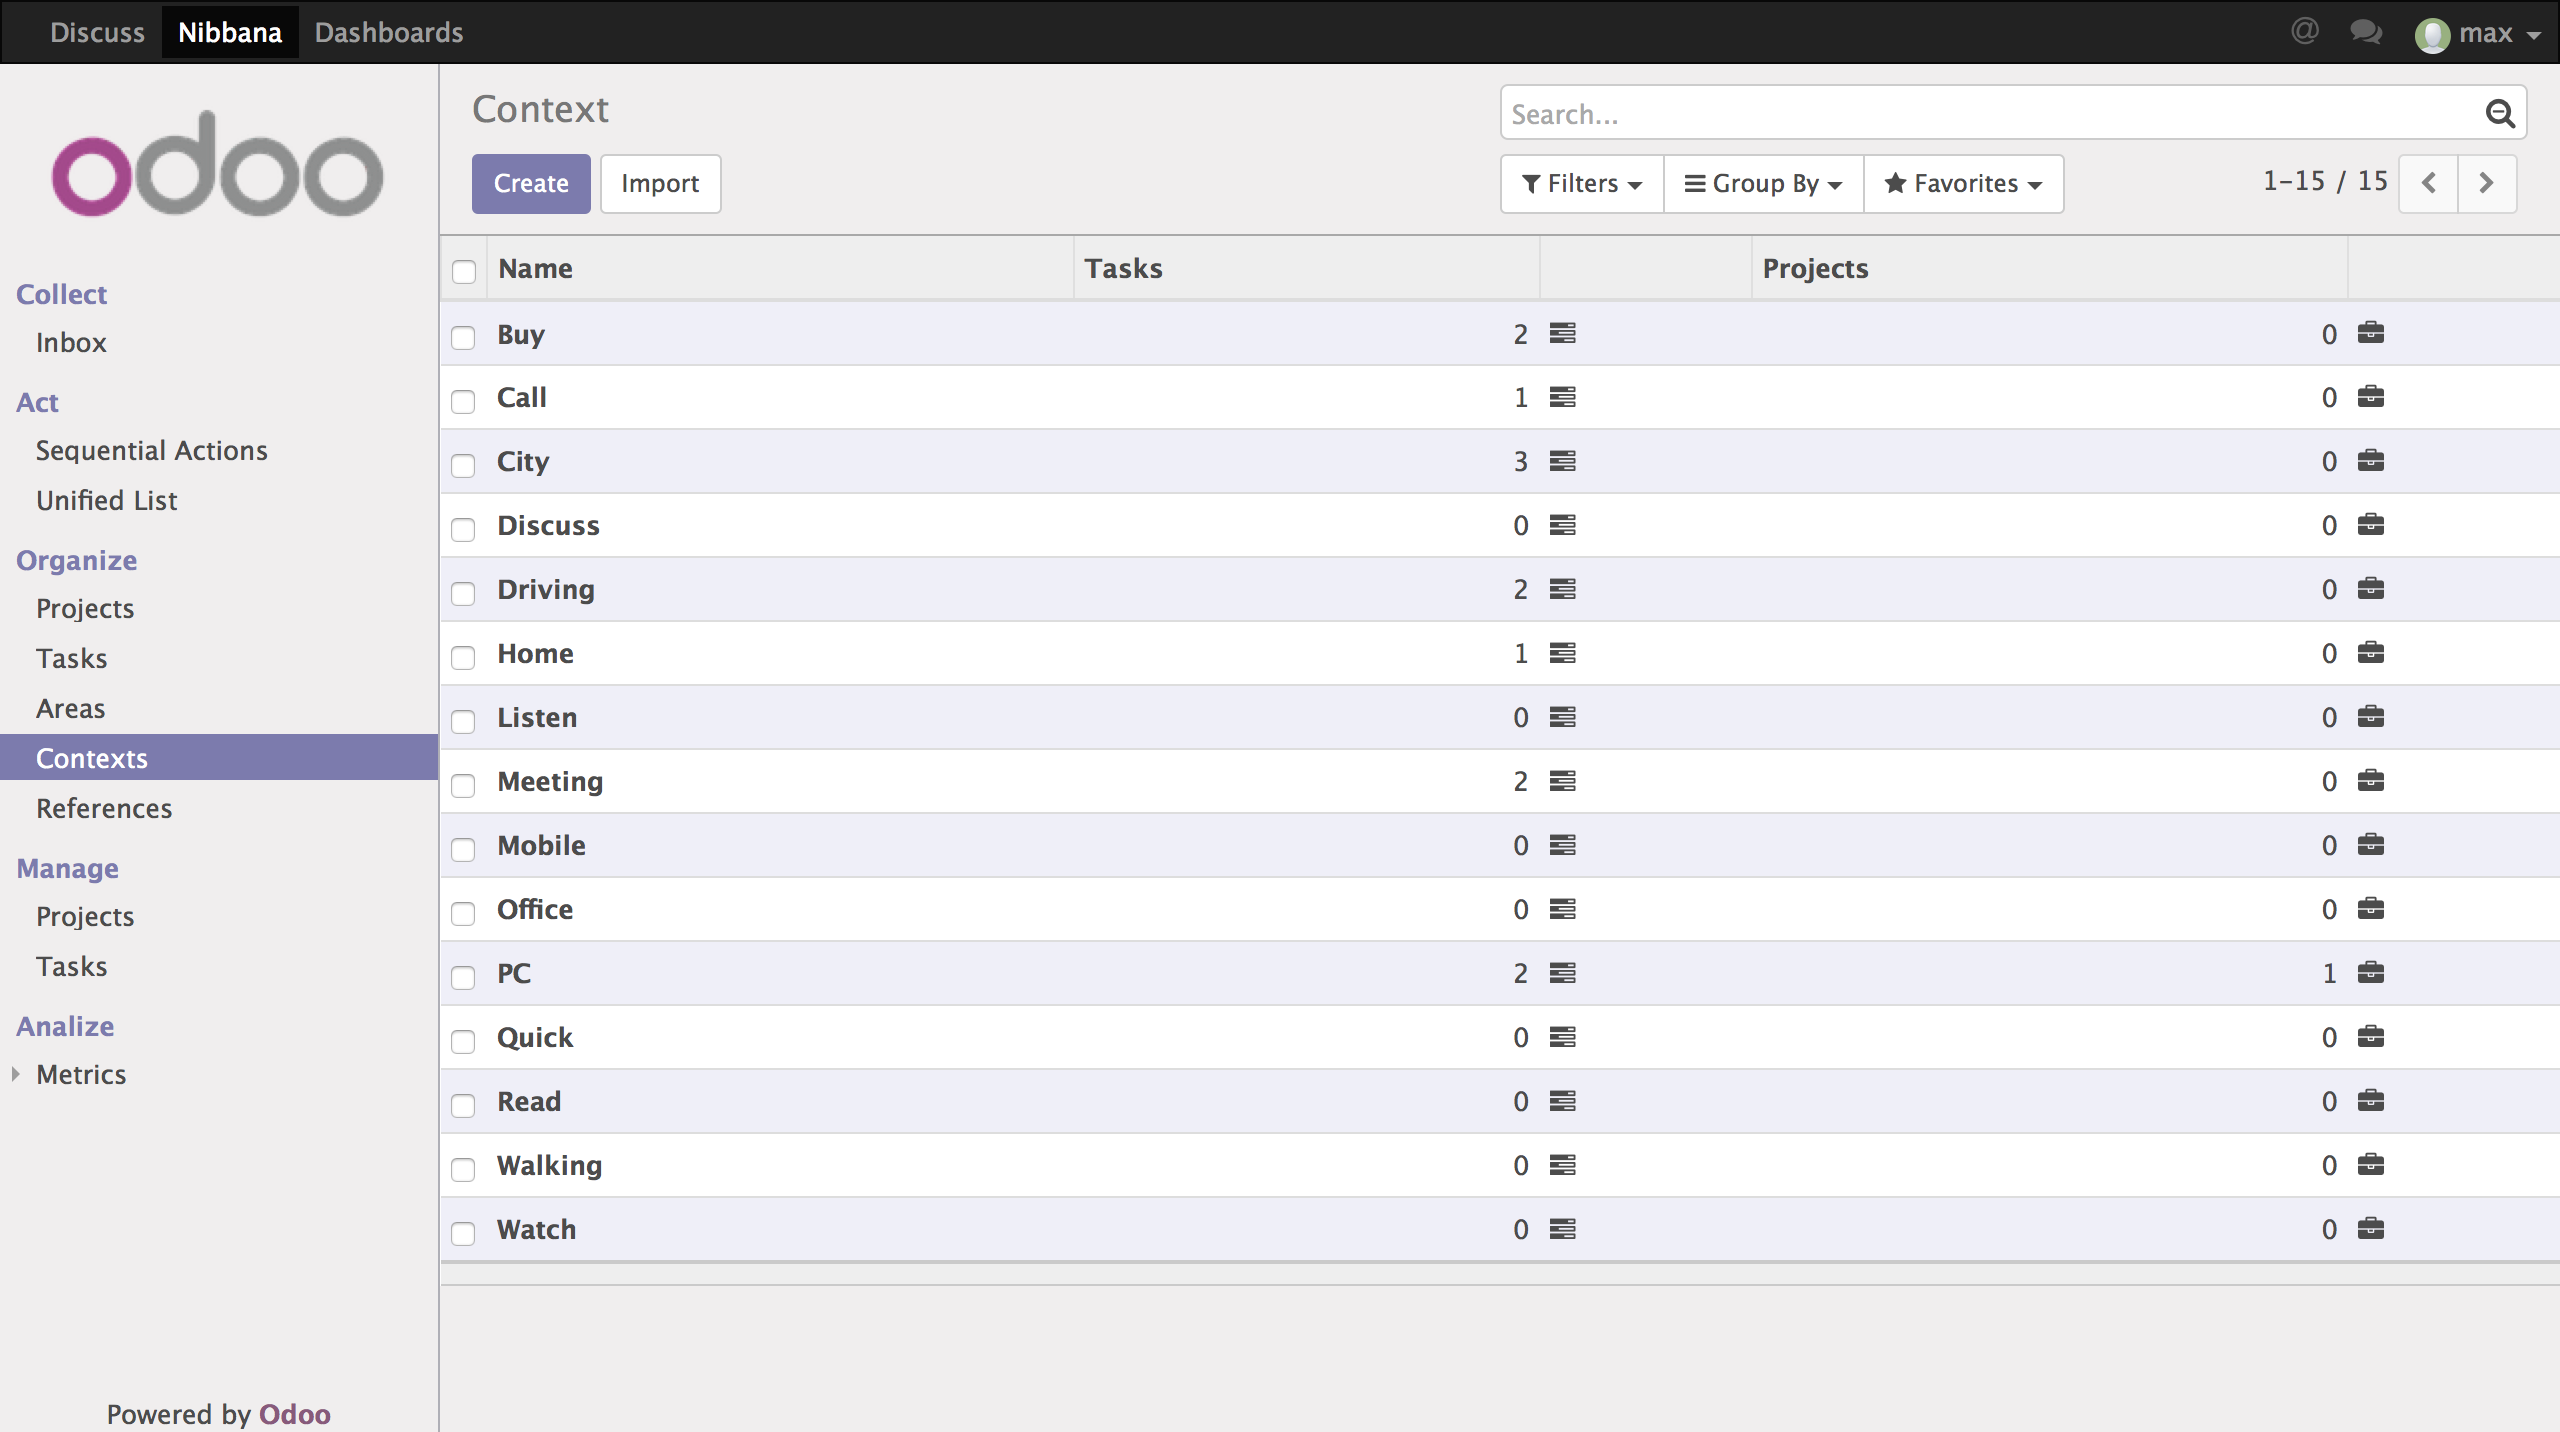 Discuss Nibbana Dashboards @ max
odoo
Collect
Inbox
Act
Sequential Actions
Unified List
Organize
Projects
Tasks
Areas
Contexts
References
Manage
Projects
Tasks
Analize
Metrics
Powered by Odoo
Context
Search...
Create Import
Filters Group By Favorites 1-15 / 15
Name Tasks Projects
Buy 2 0
Call 1 0
City 3 0
Discuss 0 0
Driving 2 0
Home 1 0
Listen 0 0
Meeting 2 0
Mobile 0 0
Office 0 0
PC 2 1
Quick 0 0
Read 0 0
Walking 0 0
Watch 0 0